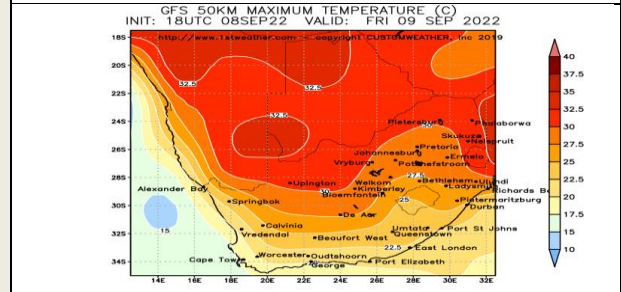 GFS 50KM MAXIMUM TEMPERATURE (C)
INIT: 18UTC 08SEP22 VALID: FRI 09 SEP 2022
http://www.1stweather.com -- copyright CUSTOMWEATHER, Inc 2019
18S
20S
22S
24S
26S
28S
30S
32S
34S
14E 16E 18E 20E 22E 24E 26E 28E 30E 32E
32.5
32.5
32.5
Pietersburg
30
Phalaborwa
Skukuza
Nelspruit
Pretoria
Johannesburg
Ermelo
Vryburg
Potchefstroom
27.5
Upington
Welkom
Bethlehem
Ulundi
Alexander Bay
30
Kimberley
Ladysmith
Richards B
Springbok
Bloemfontein
25
Pietermaritzburg
Durban
De Aar
Calvinia
Vredendal
Beaufort West
Umtata
Port St Johns
Queenstown
15
22.5
East London
Cape Town
Worcester
Oudtshoorn
George
Port Elizabeth
40
37.5
35
32.5
30
27.5
25
22.5
20
17.5
15
10